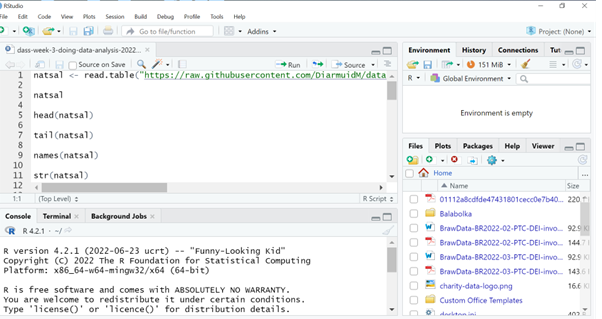 RStudio
File Edit Code View Plots Session Build Debug Profile Tools Help
Go to file/function Addins Project: (None)
dass-week-3-doing-data-analysis-2022...
Source on Save Run Source
1 natsal <- read.table("https://raw.githubusercontent.com/DiarmuidM/data
2
3 natsal
4
5 head(natsal)
6
7 tail(natsal)
8
9 names(natsal)
10
11 str(natsal)
12
1:1 (Top Level) R Script
Console Terminal Background Jobs
R 4.2.1 · ~/
R version 4.2.1 (2022-06-23 ucrt) -- "Funny-Looking Kid"
Copyright (C) 2022 The R Foundation for Statistical Computing
Platform: x86_64-w64-mingw32/x64 (64-bit)
R is free software and comes with ABSOLUTELY NO WARRANTY.
You are welcome to redistribute it under certain conditions.
Type 'license()' or 'licence()' for distribution details.
Environment History Connections Tut
151 MiB
R Global Environment
Environment is empty
Files Plots Packages Help Viewer
Home
Name Size
01112a8cdfde47431801cecc0e7b40... 220.
Balabolka
BrawData-BR2022-02-PTC-DEI-invo... 92.9 K
BrawData-BR2022-02-PTC-DEI-invo... 144.7
BrawData-BR2022-03-PTC-DEI-invo... 92.9 K
BrawData-BR2022-03-PTC-DEI-invo... 143.6
charity-data-logo.png 16.6 K
Custom Office Templates
desktop.ini